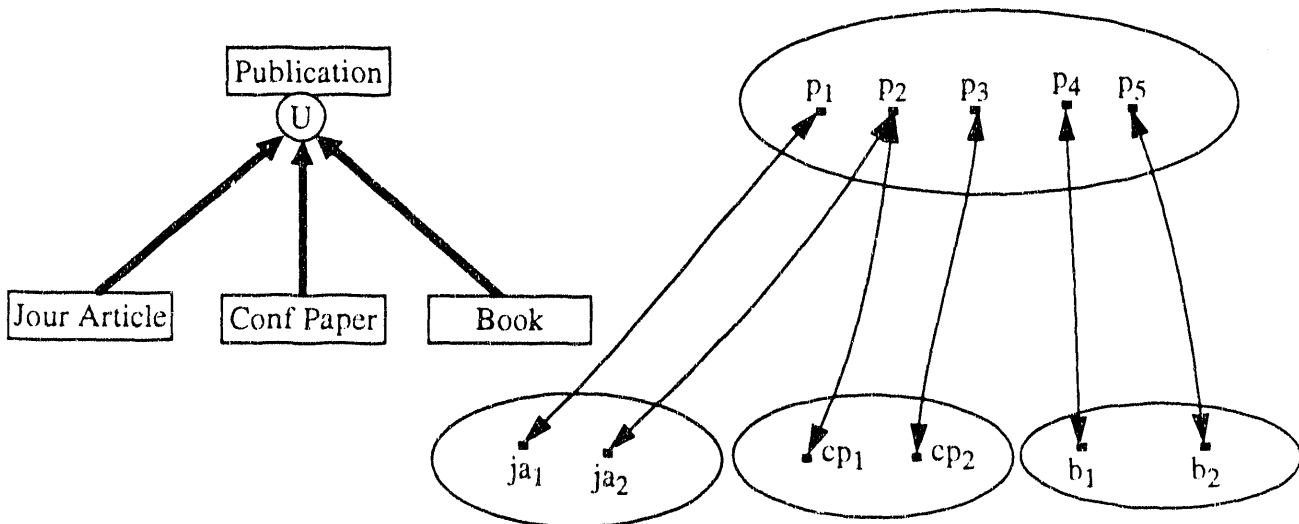 Publication
U
Jour Article
Conf Paper
Book
p1 p2 p3 p4 p5
ja1 ja2
cp1 cp2
b1 b2